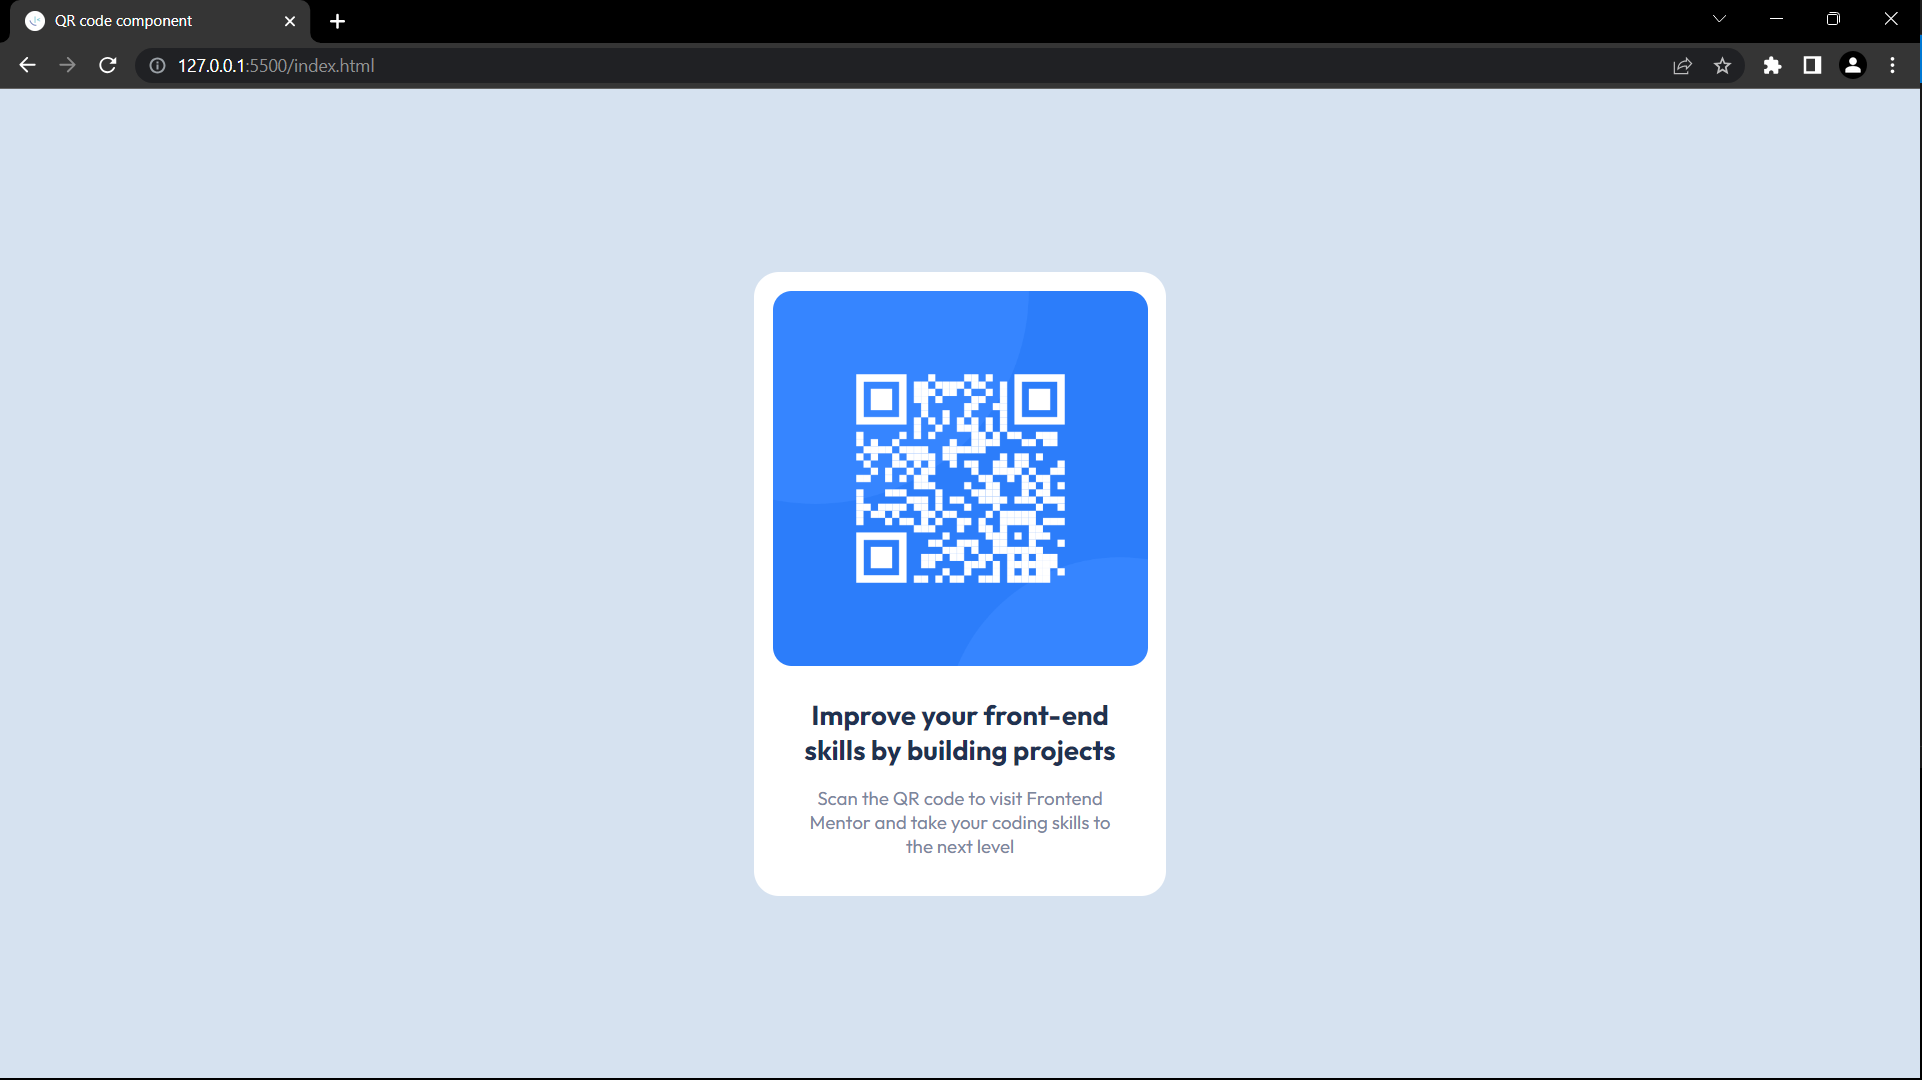 QR code component
127.0.0.1:5500/index.html
Improve your front-end
skills by building projects
Scan the QR code to visit Frontend
Mentor and take your coding skills to
the next level